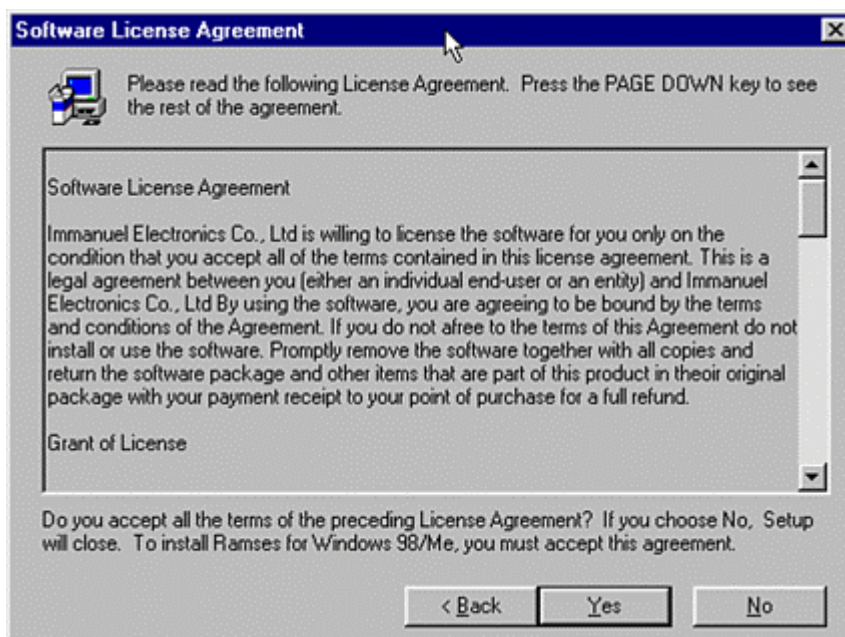 Software License Agreement
Please read the following License Agreement. Press the PAGE DOWN key to see
the rest of the agreement.
Software License Agreement
Immanuel Electronics Co., Ltd is willing to license the software for you only on the
condition that you accept all of the terms contained in this license agreement. This is a
legal agreement between you (either an individual end-user or an entity) and Immanuel
Electronics Co., Ltd By using the software, you are agreeing to be bound by the terms
and conditions of the Agreement. If you do not afree to the terms of this Agreement do not
install or use the software. Promptly remove the software together with all copies and
return the software package and other items that are part of this product in theoir original
package with your payment receipt to your point of purchase for a full refund.
Grant of License
Do you accept all the terms of the preceding License Agreement? If you choose No, Setup
will close. To install Ramses for Windows 98/Me, you must accept this agreement.
< Back Yes No